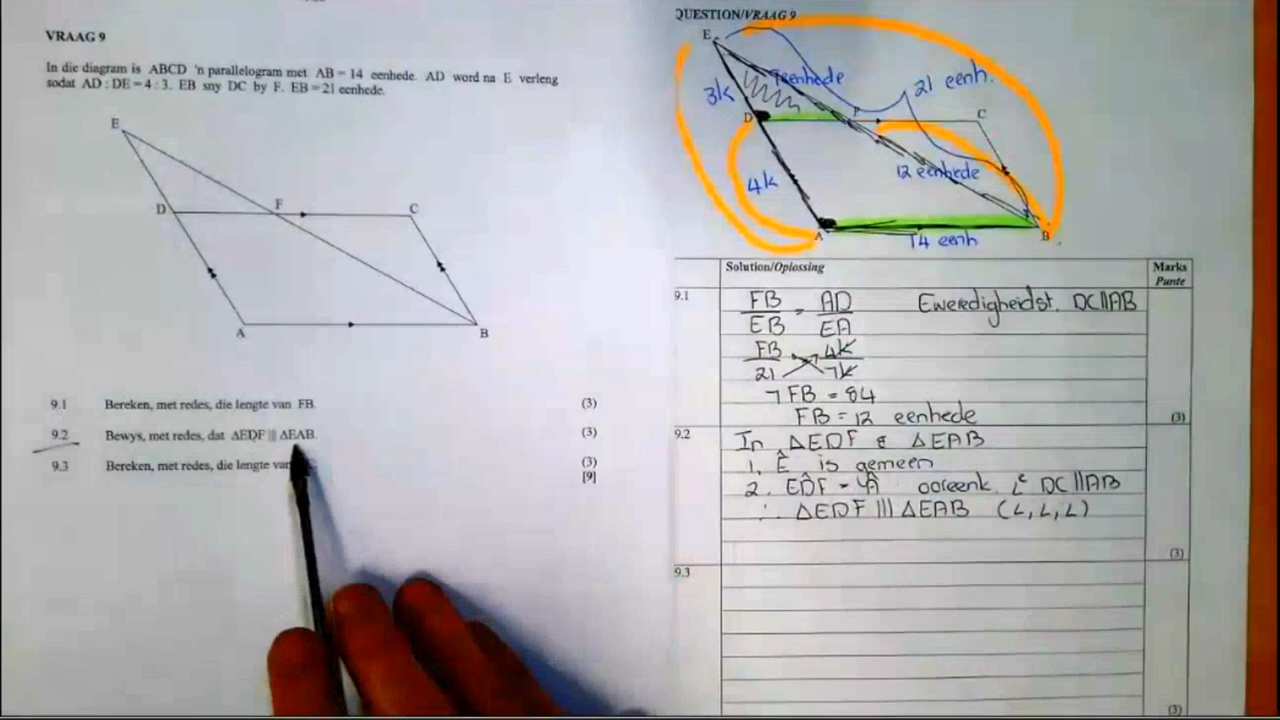 VRAAG 9
In die diagram is ABCD 'n parallelogram met AB = 14 eenhede. AD word na E verleng
sodat AD : DE = 4 : 3. EB sny DC by F. EB = 21 eenhede.
E
D
F
C
A
B
9.1 Bereken, met redes, die lengte van FB. (3)
9.2 Bewys, met redes, dat ΔEDF ||| ΔEAB. (3)
9.3 Bereken, met redes, die lengte van (3)
[9]
QUESTION/VRAAG 9
E
eenhede
21 eenh.
3k
D
F
C
12 eenhede
4k
A
14 eenh
B
Solution/Oplossing
Marks
Punte
9.1
FB/EB = AD/EA Eweredigheidst. DC||AB
FB/21 4k/7k
7FB = 84
FB = 12 eenhede
(3)
9.2
In ΔEDF & ΔEAB
1. Ê is gemeen
2. ED̂F = Â ooreenk. ∠e DC||AB
∴ ΔEDF ||| ΔEAB (∠,∠,∠)
(3)
9.3
(3)